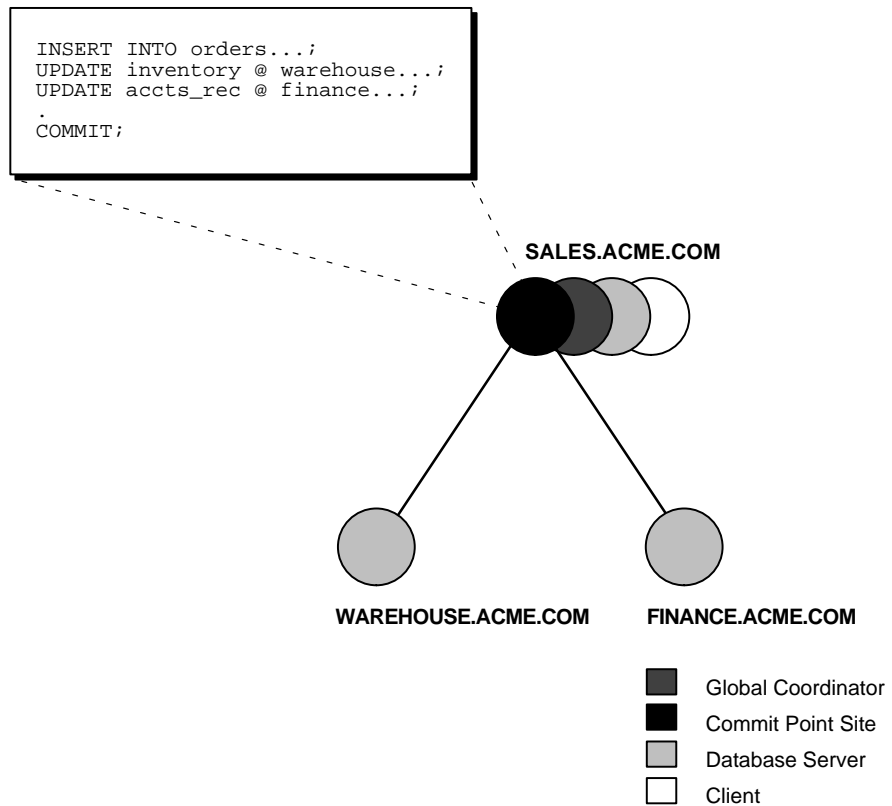 INSERT INTO orders...;
UPDATE inventory @ warehouse...;
UPDATE accts_rec @ finance...;
.
COMMIT;
SALES.ACME.COM
WAREHOUSE.ACME.COM
FINANCE.ACME.COM
Global Coordinator
Commit Point Site
Database Server
Client